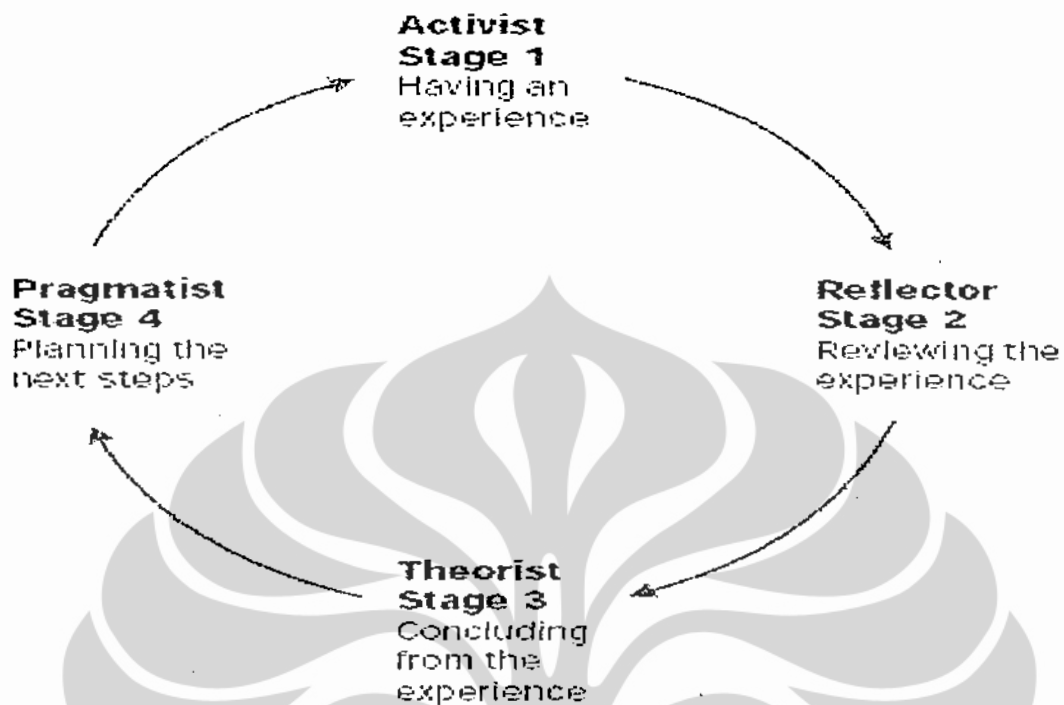 Activist
Stage 1
Having an
experience
Reflector
Stage 2
Reviewing the
experience
Theorist
Stage 3
Concluding
from the
experience
Pragmatist
Stage 4
Planning the
next steps